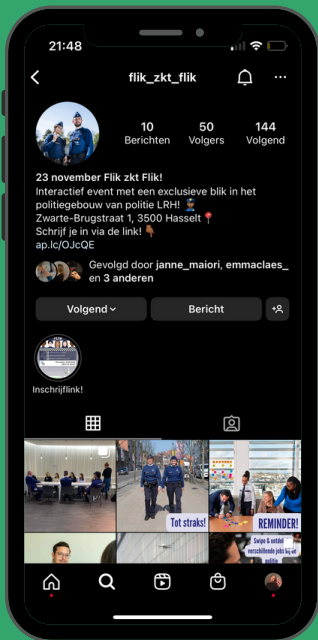 21:48
flik_zkt_flik
10 50 144
Berichten Volgers Volgend
23 november Flik zkt Flik!
Interactief event met een exclusieve blik in het
politiegebouw van politie LRH!
Zwarte-Brugstraat 1, 3500 Hasselt
Schrijf je in via de link!
ap.lc/OJcQE
Gevolgd door janne_maiori, emmaclaes_
en 3 anderen
Volgend Bericht
Inschrijflink!
Tot straks!
REMINDER!
Swipe & ontdek
verschillende jobs bij de
politie